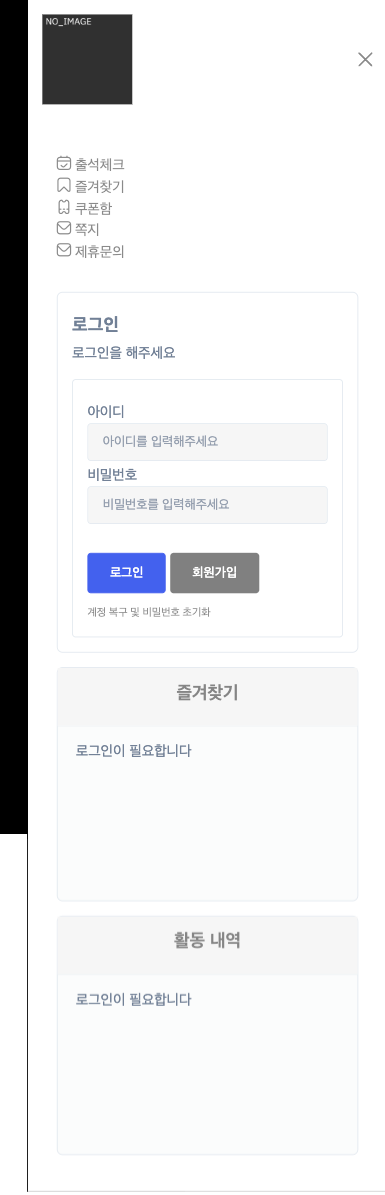 NO_IMAGE
출석체크
즐겨찾기
쿠폰함
쪽지
제휴문의
로그인
로그인을 해주세요
아이디
아이디를 입력해주세요
비밀번호
비밀번호를 입력해주세요
로그인 회원가입
계정 복구 및 비밀번호 초기화
즐겨찾기
로그인이 필요합니다
활동 내역
로그인이 필요합니다